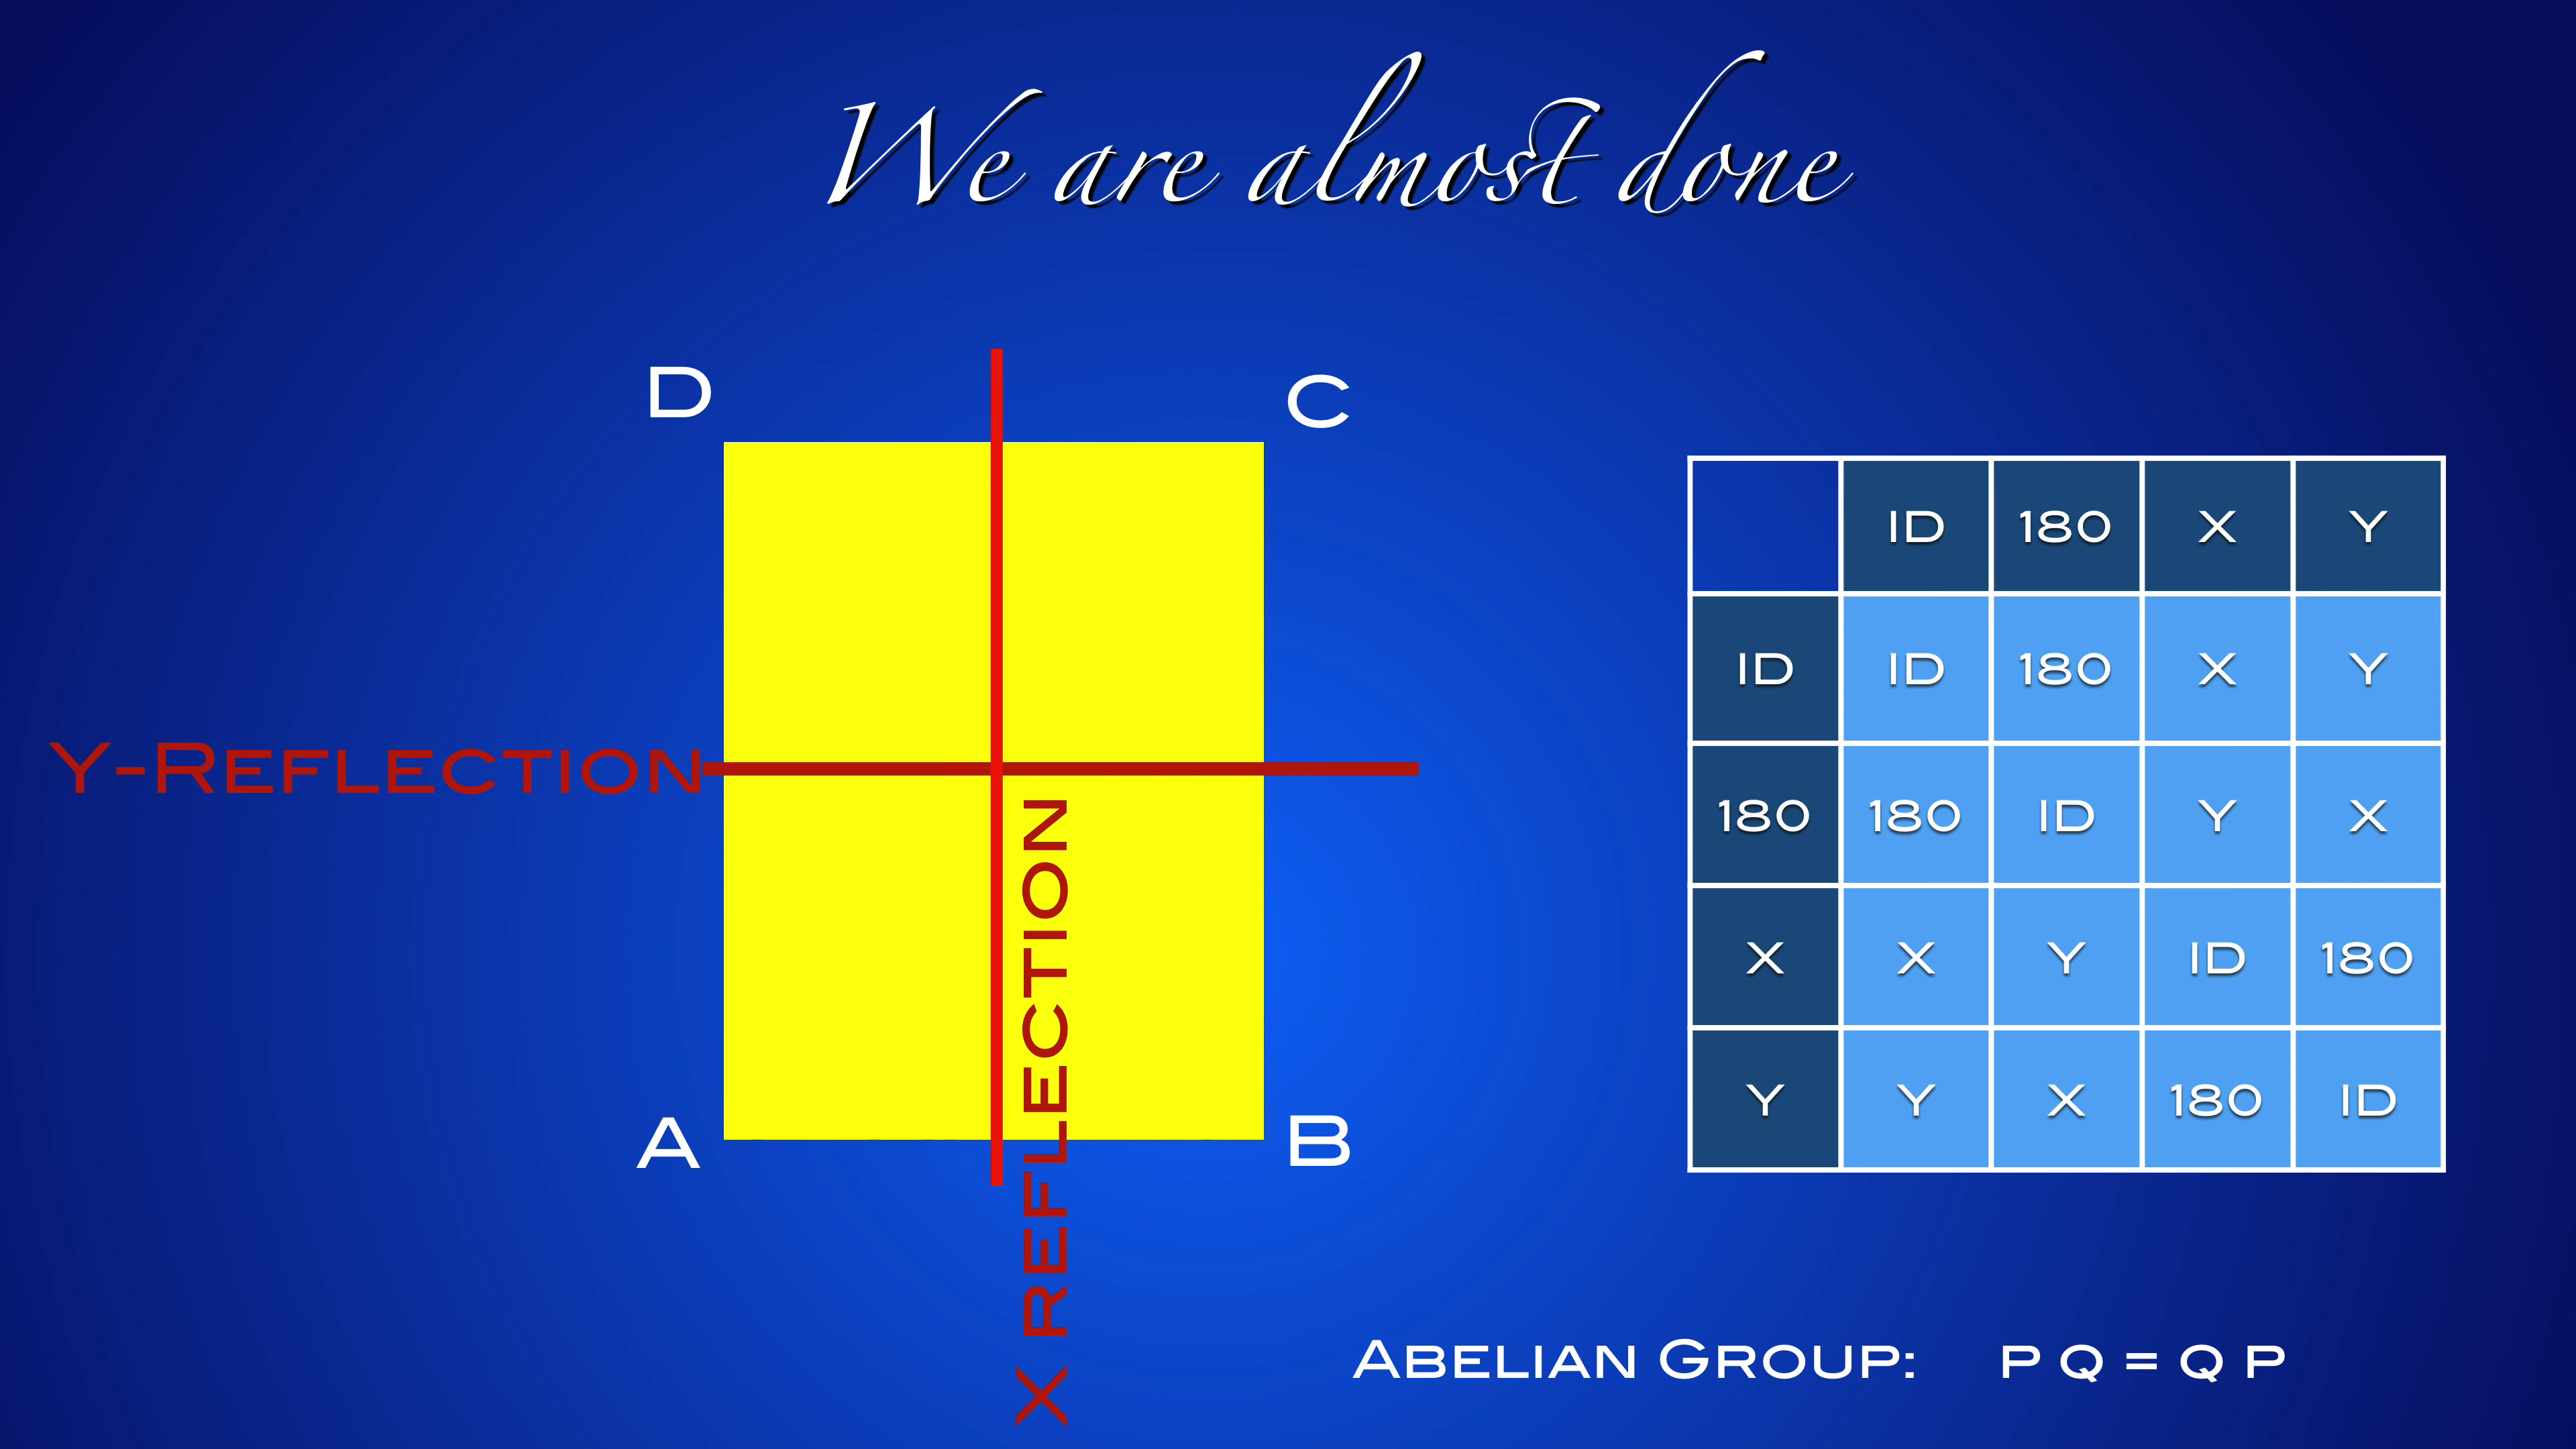 We are almost done
D
C
Y-Reflection
X reflection
A
B
ID 180 X Y
ID ID 180 X Y
180 180 ID Y X
X X Y ID 180
Y Y X 180 ID
Abelian Group: P Q = Q P